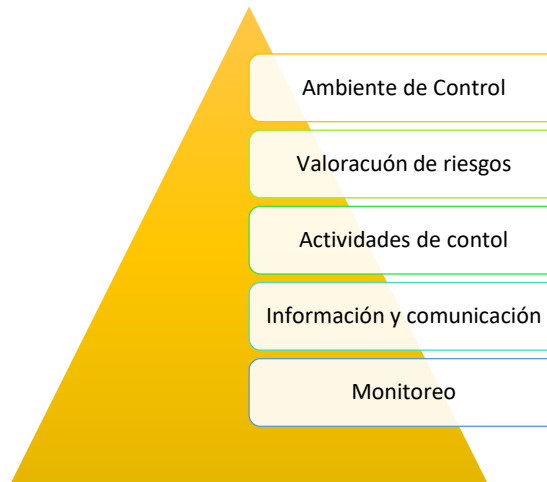 Ambiente de Control
Valoracuón de riesgos
Actividades de contol
Información y comunicación
Monitoreo